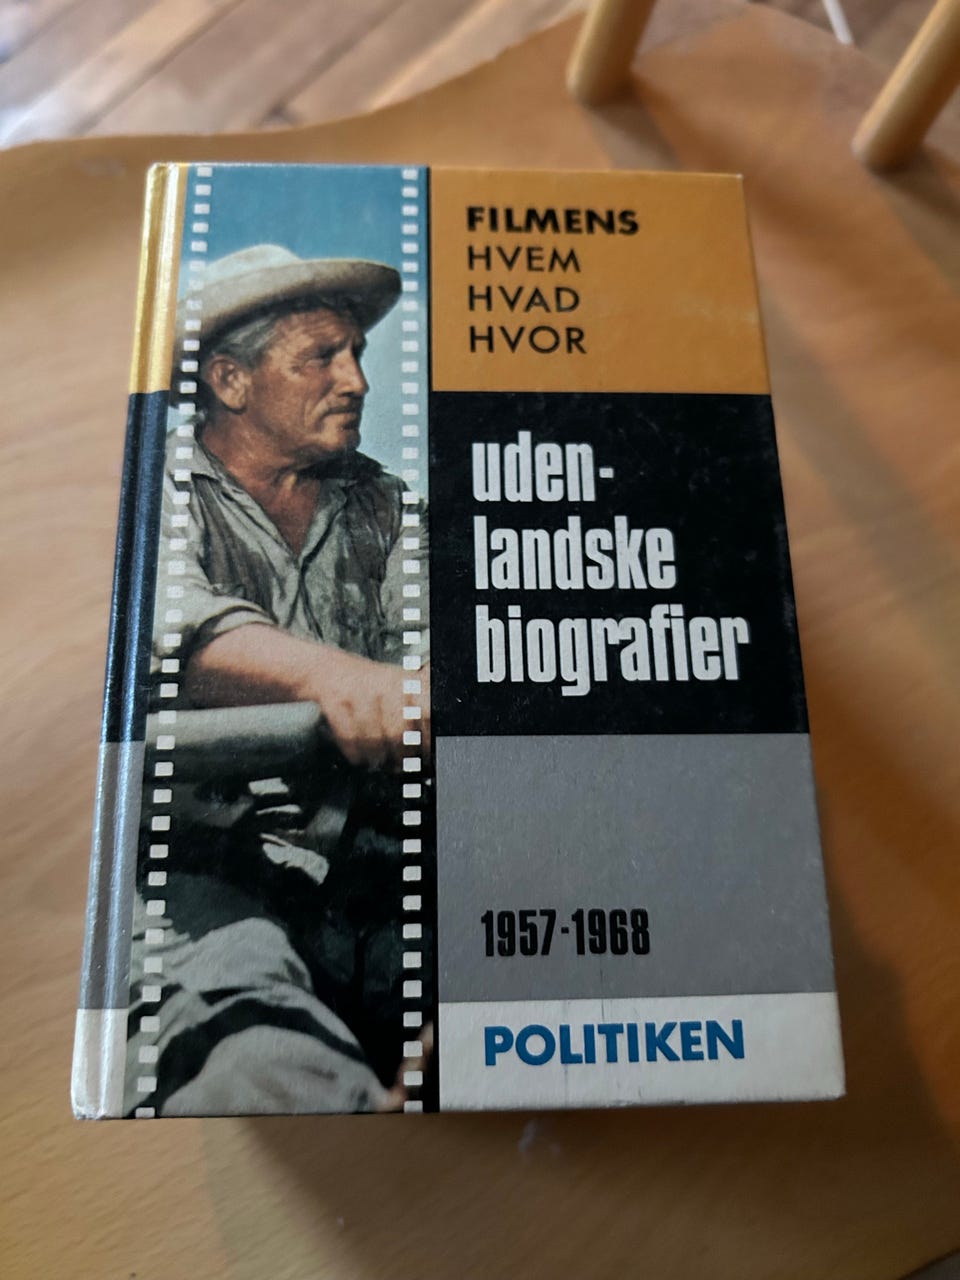 FILMENS
HVEM
HVAD
HVOR
uden-
landske
biografier
1957-1968
POLITIKEN